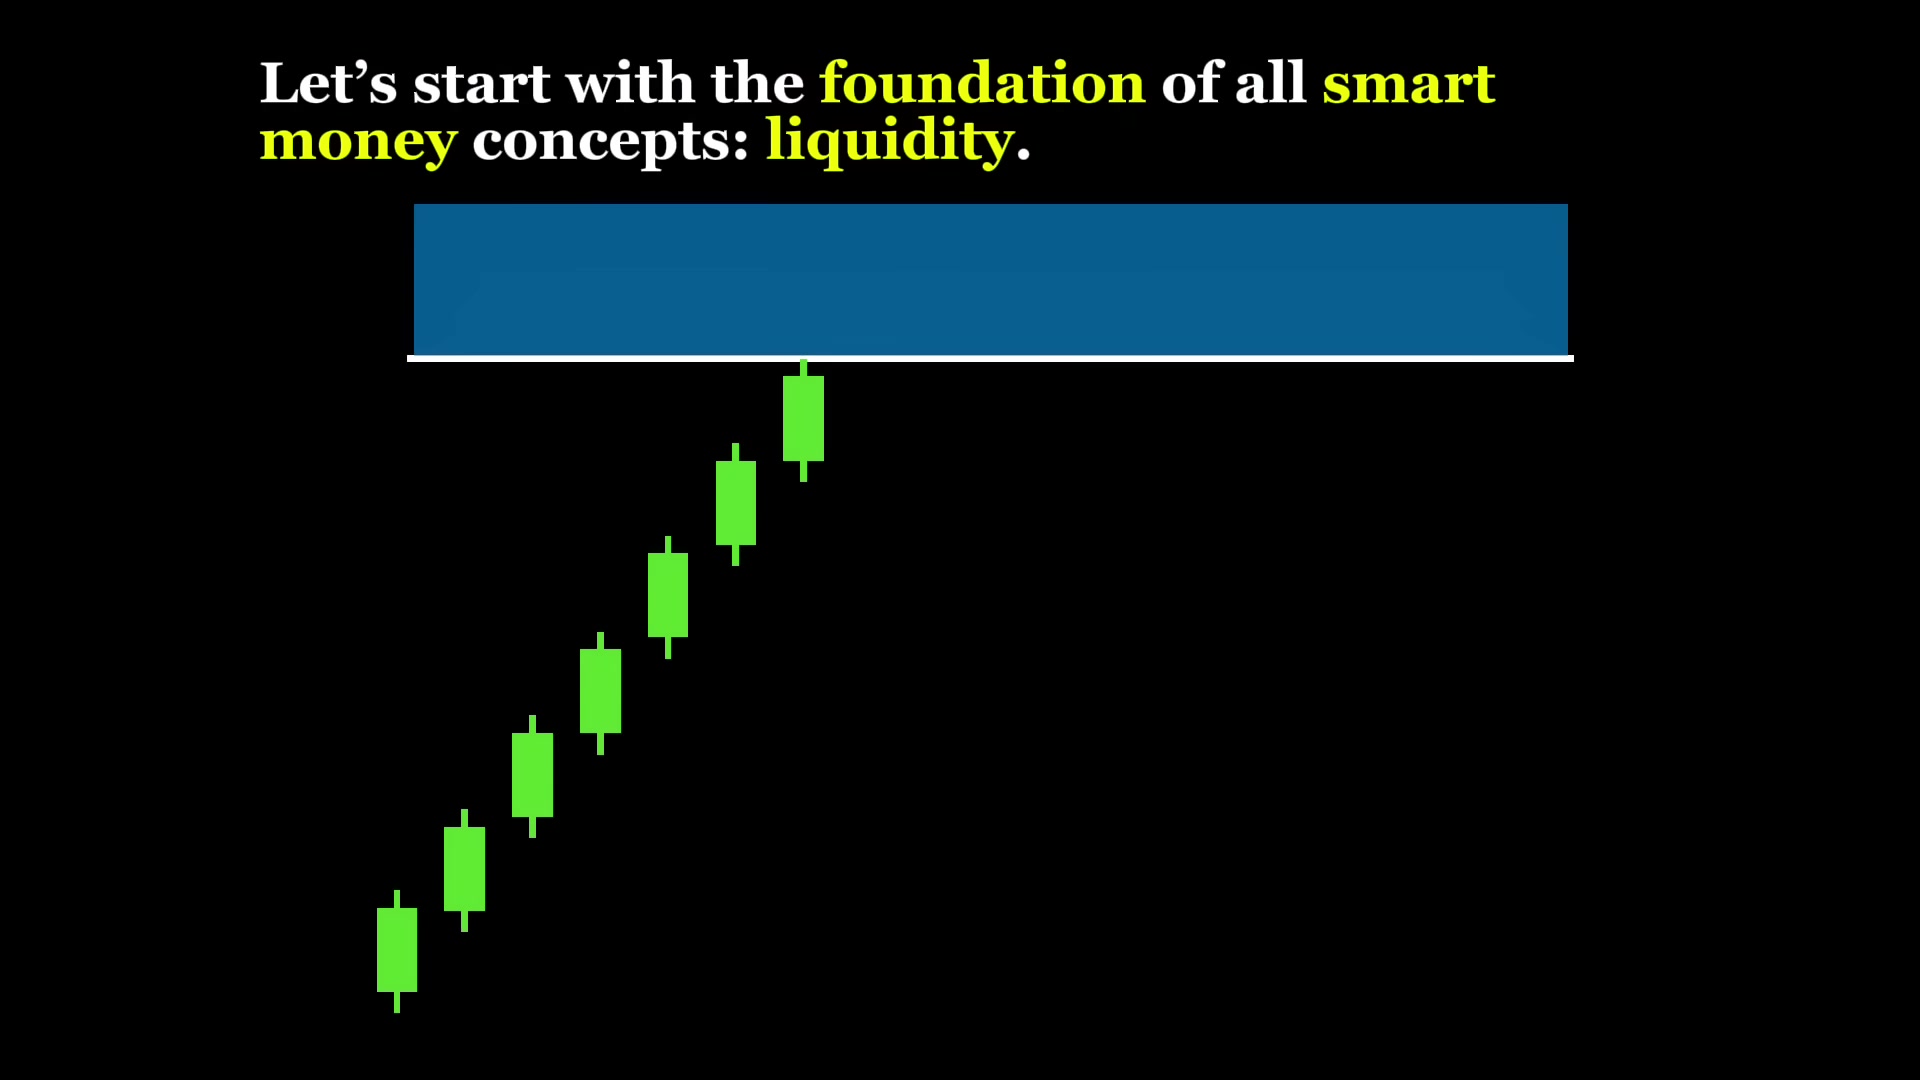 Let’s start with the foundation of all smart
money concepts: liquidity.